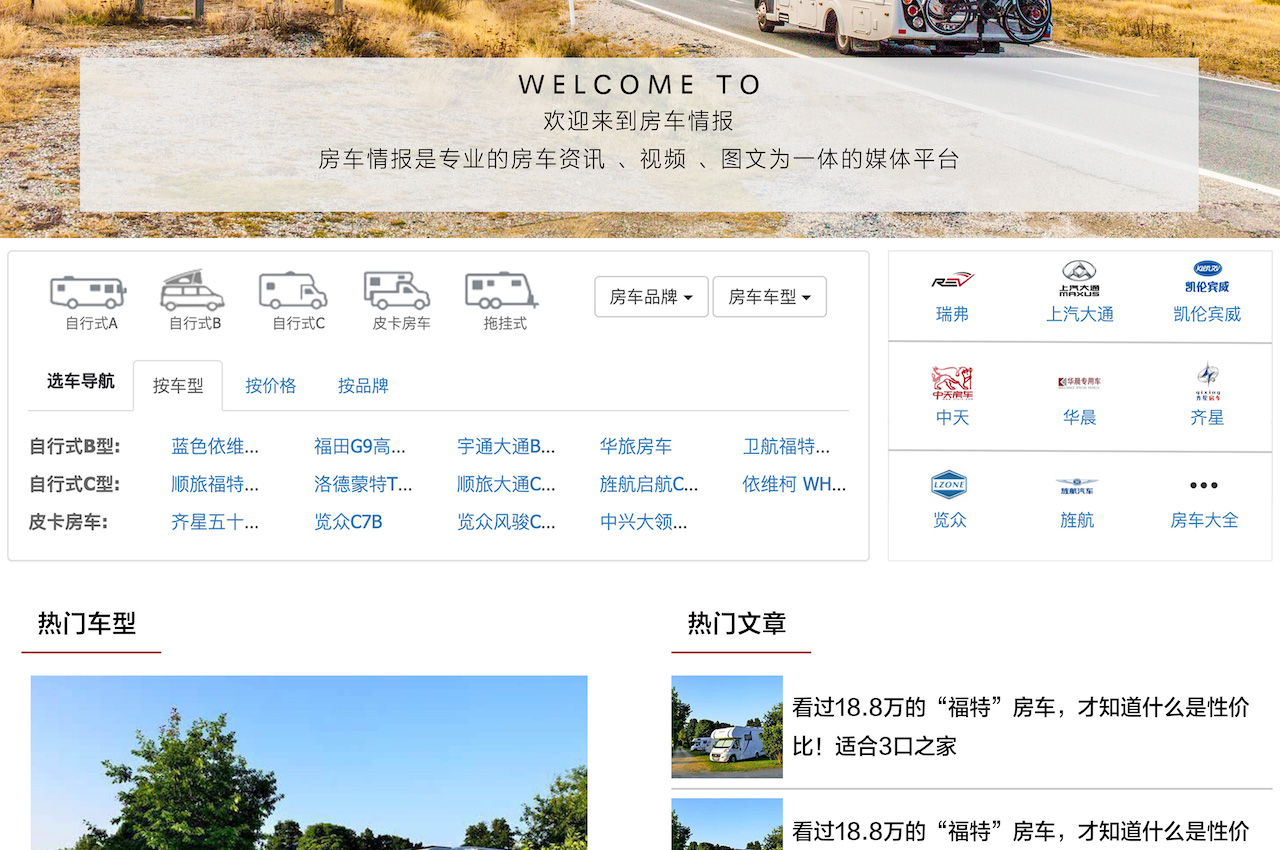 WELCOME TO
欢迎来到房车情报
房车情报是专业的房车资讯 、视频 、图文为一体的媒体平台
自行式A 自行式B 自行式C 皮卡房车 拖挂式
房车品牌 房车车型
选车导航 按车型 按价格 按品牌
自行式B型: 蓝色依维... 福田G9高... 宇通大通B... 华旅房车 卫航福特...
自行式C型: 顺旅福特... 洛德蒙特T... 顺旅大通C... 旌航启航C... 依维柯 WH...
皮卡房车: 齐星五十... 览众C7B 览众风骏C... 中兴大领...
REV 上汽大通 MAXUS 凯伦宾威
瑞弗 上汽大通 凯伦宾威
中天房车 华晨专用车 qixing 齐星房车
中天 华晨 齐星
LZONE 旌航汽车 •••
览众 旌航 房车大全
热门车型
热门文章
看过18.8万的“福特”房车，才知道什么是性价
比！适合3口之家
看过18.8万的“福特”房车，才知道什么是性价